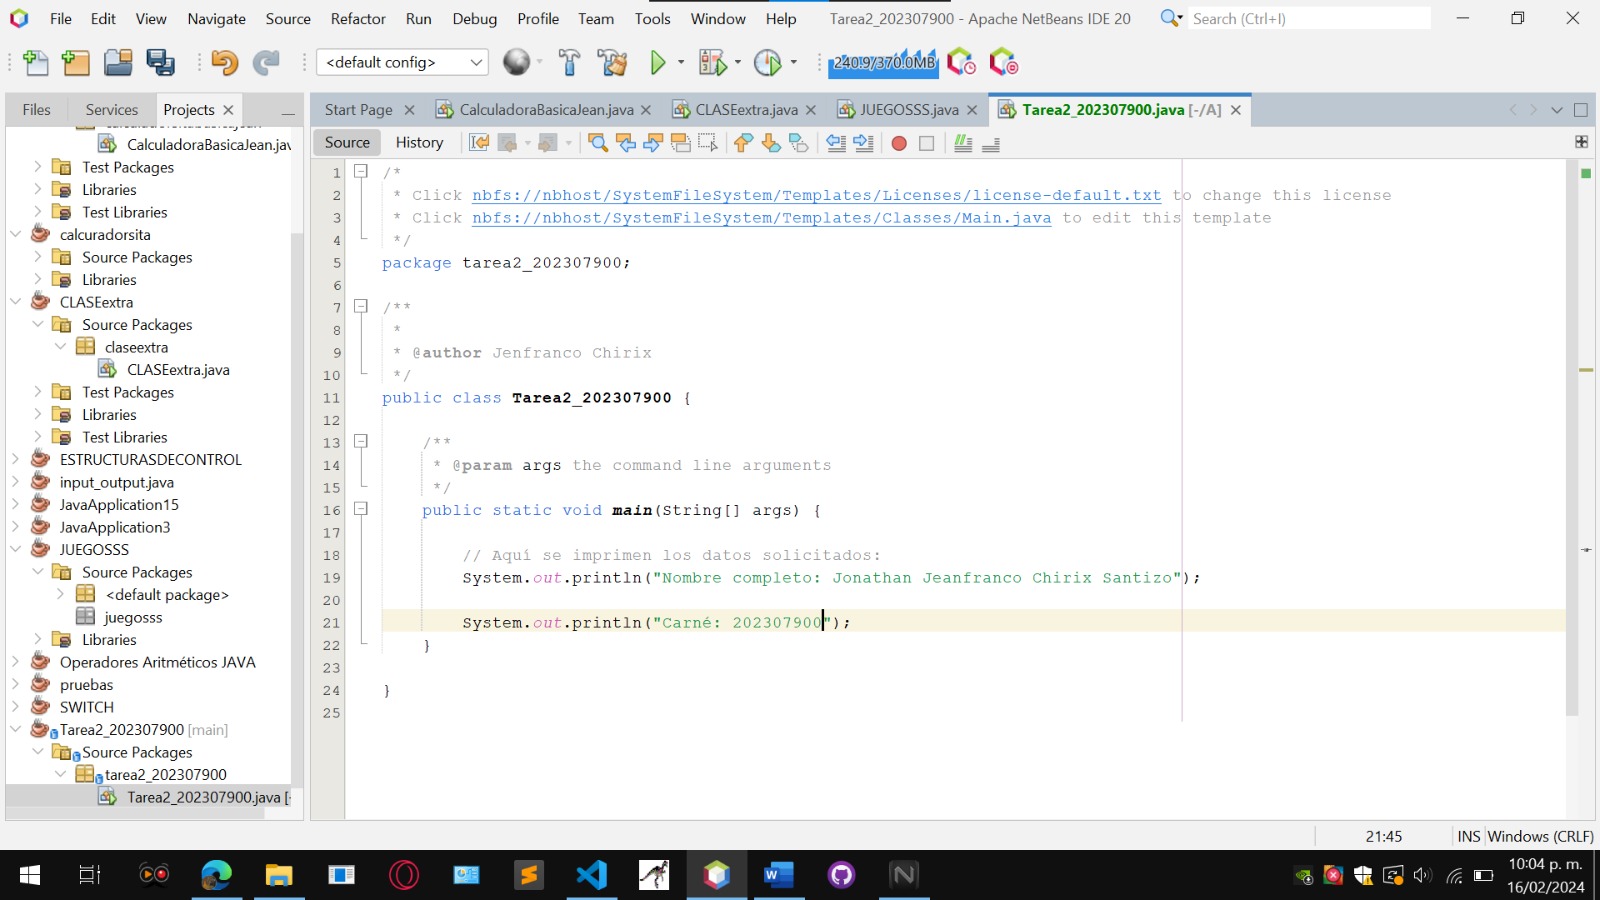 File Edit View Navigate Source Refactor Run Debug Profile Team Tools Window Help Tarea2_202307900 - Apache NetBeans IDE 20 Search (Ctrl+I)
<default config> 240.9/370.0MB
Files Services Projects
Start Page CalculadoraBasicaJean.java CLASEextra.java JUEGOSSS.java Tarea2_202307900.java [-/A]
Source History
CalculadoraBasicaJean.jav
Test Packages
Libraries
Test Libraries
calcuradorsita
Source Packages
Libraries
CLASEextra
Source Packages
claseextra
CLASEextra.java
Test Packages
Libraries
Test Libraries
ESTRUCTURASDECONTROL
input_output.java
JavaApplication15
JavaApplication3
JUEGOSSS
Source Packages
<default package>
juegosss
Libraries
Operadores Aritméticos JAVA
pruebas
SWITCH
Tarea2_202307900 [main]
Source Packages
tarea2_202307900
Tarea2_202307900.java [-
1 /*
2 * Click nbfs://nbhost/SystemFileSystem/Templates/Licenses/license-default.txt to change this license
3 * Click nbfs://nbhost/SystemFileSystem/Templates/Classes/Main.java to edit this template
4 */
5 package tarea2_202307900;
6
7 /**
8 *
9 * @author Jenfranco Chirix
10 */
11 public class Tarea2_202307900 {
12
13 /**
14 * @param args the command line arguments
15 */
16 public static void main(String[] args) {
17
18 // Aquí se imprimen los datos solicitados:
19 System.out.println("Nombre completo: Jonathan Jeanfranco Chirix Santizo");
20
21 System.out.println("Carné: 202307900");
22 }
23
24 }
25
21:45 INS Windows (CRLF)
10:04 p. m.
16/02/2024